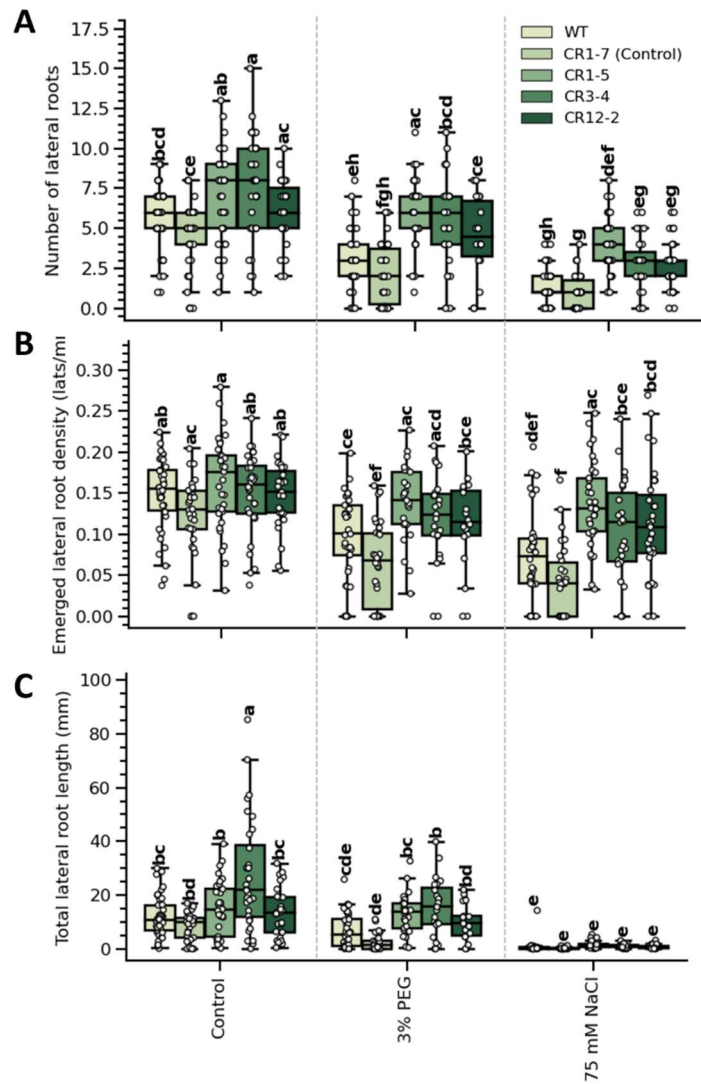 A
Number of lateral roots
17.5
15.0
12.5
10.0
7.5
5.0
2.5
0.0
bcd
ce
ab
a
ac
eh
fgh
ac
bcd
ce
gh
g
def
eg
eg
WT
CR1-7 (Control)
CR1-5
CR3-4
CR12-2
B
Emerged lateral root density (lats/m
0.30
0.25
0.20
0.15
0.10
0.05
0.00
ab
ac
a
ab
ab
ce
ef
ac
acd
bce
def
f
ac
bce
bcd
C
Total lateral root length (mm)
100
80
60
40
20
0
bc
bd
b
a
bc
cde
de
bc
b
bd
e
e
e
e
e
Control
3% PEG
75 mM NaCl